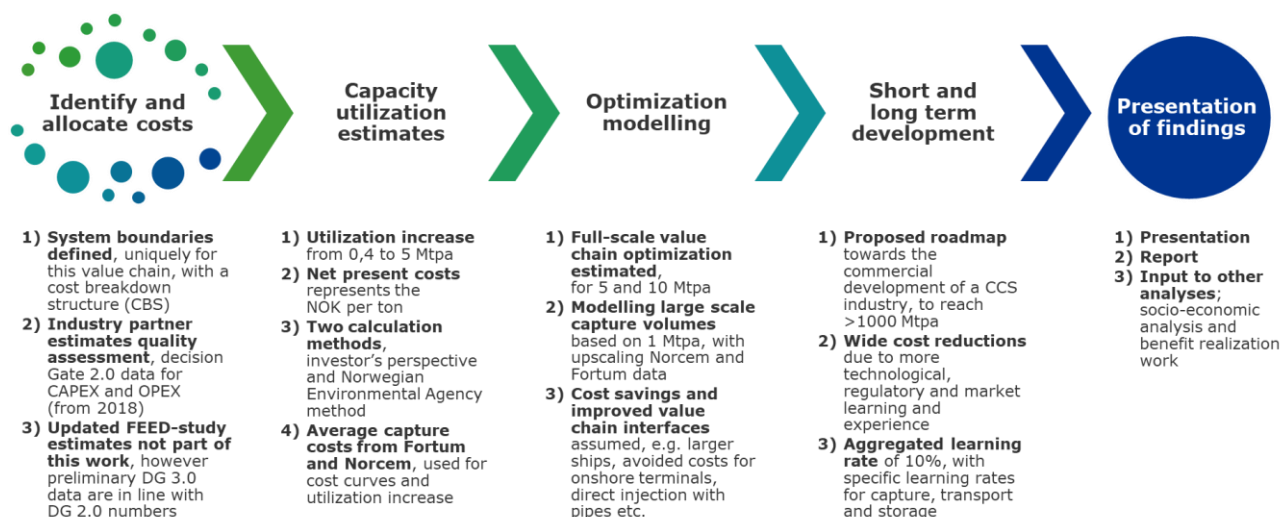 Identify and
allocate costs
Capacity
utilization
estimates
Optimization
modelling
Short and
long term
development
Presentation
of findings
1) System boundaries
defined, uniquely for
this value chain, with a
cost breakdown
structure (CBS)
2) Industry partner
estimates quality
assessment, decision
Gate 2.0 data for
CAPEX and OPEX
(from 2018)
3) Updated FEED-study
estimates not part of
this work, however
preliminary DG 3.0
data are in line with
DG 2.0 numbers
1) Utilization increase
from 0,4 to 5 Mtpa
2) Net present costs
represents the
NOK per ton
3) Two calculation
methods,
investor's perspective
and Norwegian
Environmental Agency
method
4) Average capture
costs from Fortum
and Norcem, used for
cost curves and
utilization increase
1) Full-scale value
chain optimization
estimated,
for 5 and 10 Mtpa
2) Modelling large scale
capture volumes
based on 1 Mtpa, with
upscaling Norcem and
Fortum data
3) Cost savings and
improved value
chain interfaces
assumed, e.g. larger
ships, avoided costs for
onshore terminals,
direct injection with
pipes etc.
1) Proposed roadmap
towards the
commercial
development of a CCS
industry, to reach
>1000 Mtpa
2) Wide cost reductions
due to more
technological,
regulatory and market
learning and
experience
3) Aggregated learning
rate of 10%, with
specific learning rates
for capture, transport
and storage
1) Presentation
2) Report
3) Input to other
analyses;
socio-economic
analysis and
benefit realization
work